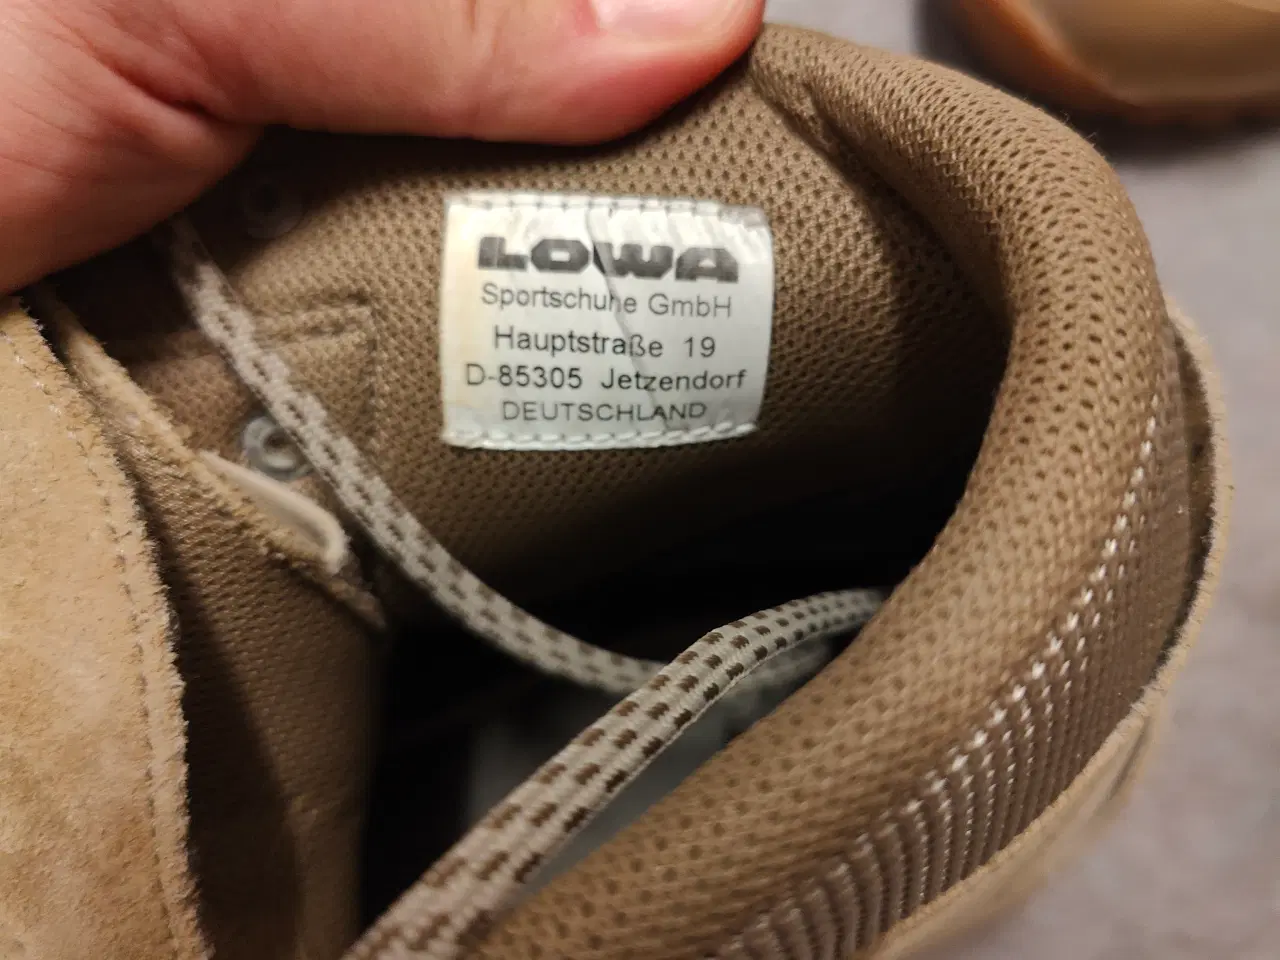 LOWA
Sportschuhe GmbH
Hauptstraße 19
D-85305 Jetzendorf
DEUTSCHLAND